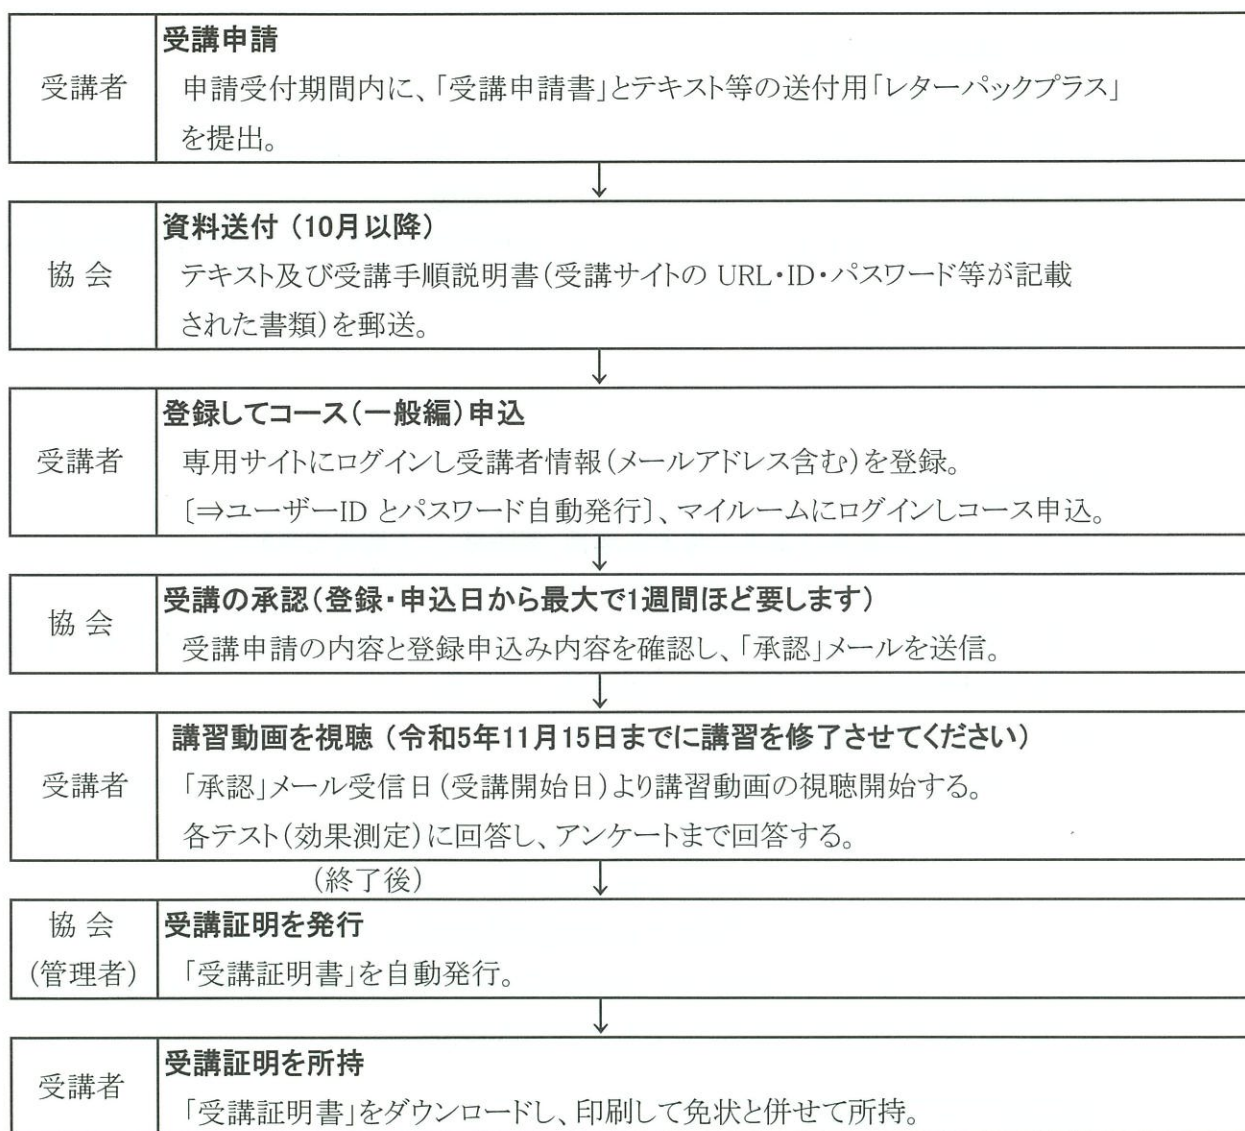 受講申請
受講者
申請受付期間内に、「受講申請書」とテキスト等の送付用「レターパックプラス」
を提出。
↓
資料送付（10月以降）
協 会
テキスト及び受講手順説明書（受講サイトの URL・ID・パスワード等が記載
された書類）を郵送。
↓
登録してコース（一般編）申込
受講者
専用サイトにログインし受講者情報（メールアドレス含む）を登録。
〔⇒ユーザーID とパスワード自動発行〕、マイルームにログインしコース申込。
↓
受講の承認（登録・申込日から最大で1週間ほど要します）
協 会
受講申請の内容と登録申込み内容を確認し、「承認」メールを送信。
↓
講習動画を視聴（令和5年11月15日までに講習を修了させてください）
受講者
「承認」メール受信日（受講開始日）より講習動画の視聴開始する。
各テスト（効果測定）に回答し、アンケートまで回答する。
（終了後） ↓
協 会 受講証明を発行
（管理者） 「受講証明書」を自動発行。
↓
受講証明を所持
受講者
「受講証明書」をダウンロードし、印刷して免状と併せて所持。